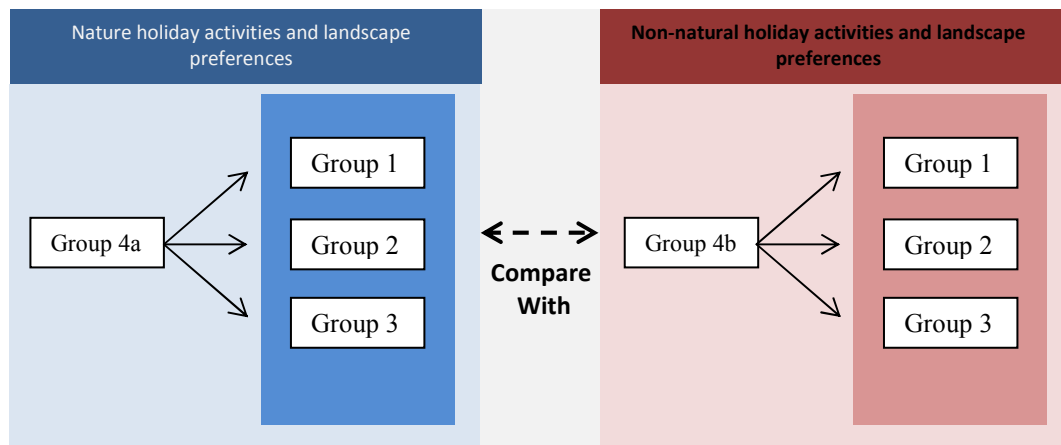 Nature holiday activities and landscape
preferences
Non-natural holiday activities and landscape
preferences
Group 4a
Group 1
Group 2
Group 3
Compare
With
Group 4b
Group 1
Group 2
Group 3